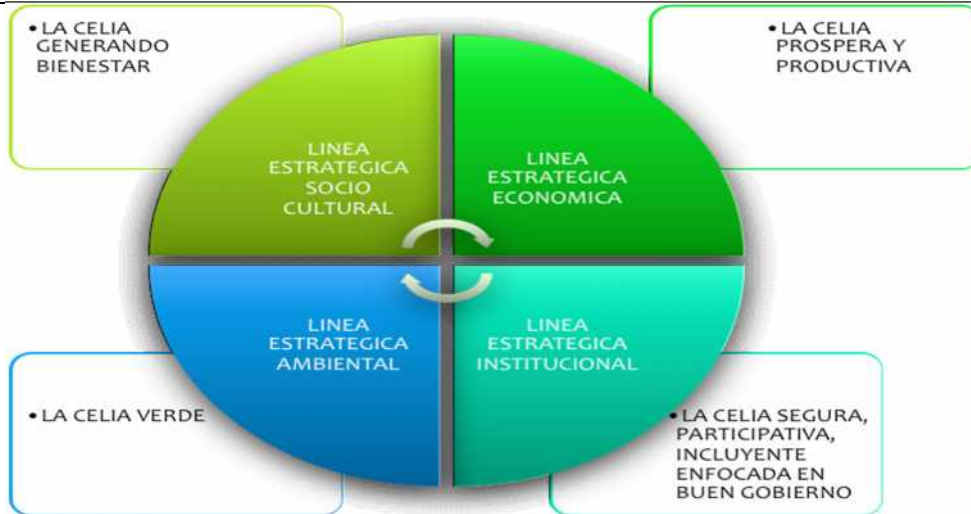 • LA CELIA
GENERANDO
BIENESTAR
• LA CELIA
PROSPERA Y
PRODUCTIVA
LINEA
ESTRATEGICA
SOCIO
CULTURAL
LINEA
ESTRATEGICA
ECONOMICA
LINEA
ESTRATEGICA
AMBIENTAL
LINEA
ESTRATEGICA
INSTITUCIONAL
• LA CELIA VERDE
• LA CELIA SEGURA,
PARTICIPATIVA,
INCLUYENTE
ENFOCADA EN
BUEN GOBIERNO